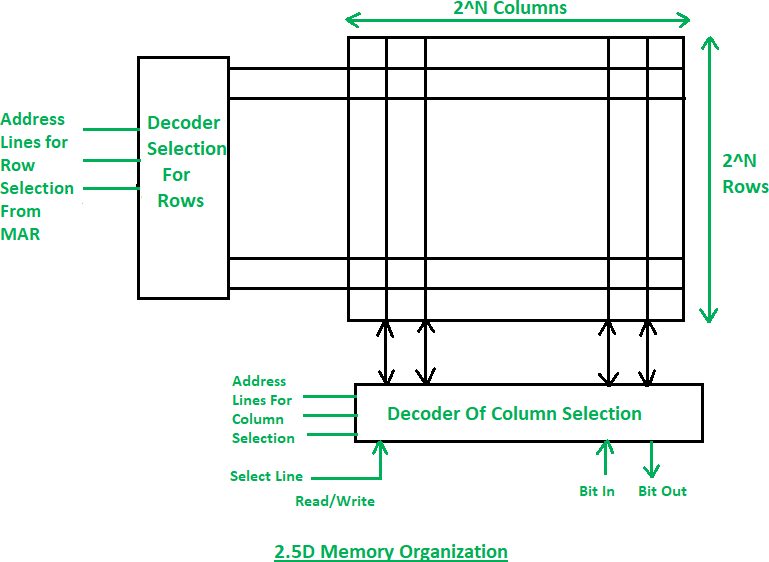 2^N Columns
Address
Lines for
Row
Selection
From
MAR
Decoder
Selection
For
Rows
2^N
Rows
Address
Lines For
Column
Selection
Decoder Of Column Selection
Select Line
Read/Write
Bit In
Bit Out
2.5D Memory Organization